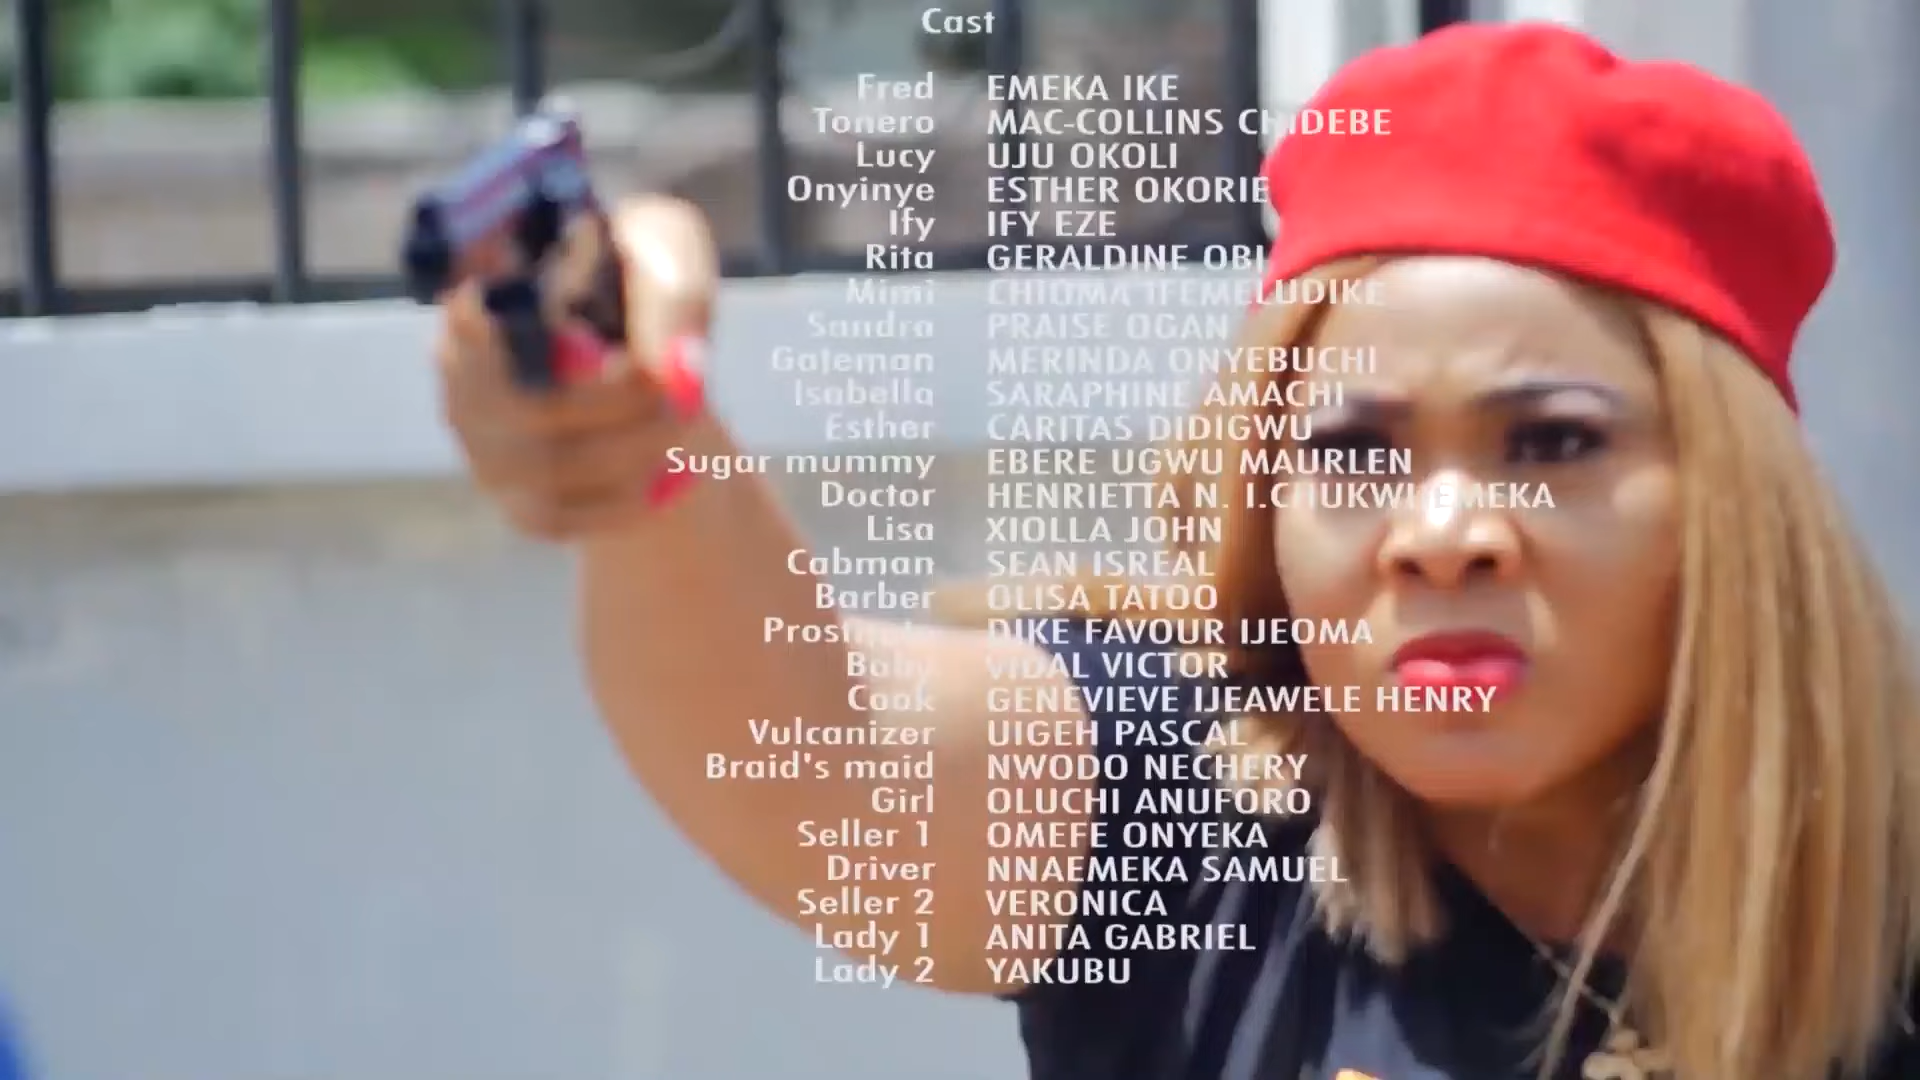 Cast
Fred EMEKA IKE
Tonero MAC-COLLINS CHIDEBE
Lucy UJU OKOLI
Onyinye ESTHER OKORIE
Ify IFY EZE
Rita GERALDINE OBI
Mimi CHIOMA IFEMELUDIKE
Sandra PRAISE OGAN
Gateman MERINDA ONYEBUCHI
Isabella SARAPHINE AMACHI
Esther CARITAS DIDIGWU
Sugar mummy EBERE UGWU MAURLEN
Doctor HENRIETTA N. I.CHUKWUEMEKA
Lisa XIOLLA JOHN
Cabman SEAN ISREAL
Barber OLISA TATOO
Prostitute DIKE FAVOUR IJEOMA
Baby VIDAL VICTOR
Cook GENEVIEVE IJEAWELE HENRY
Vulcanizer UIGEH PASCAL
Braid's maid NWODO NECHERY
Girl OLUCHI ANUFORO
Seller 1 OMEFE ONYEKA
Driver NNAEMEKA SAMUEL
Seller 2 VERONICA
Lady 1 ANITA GABRIEL
Lady 2 YAKUBU